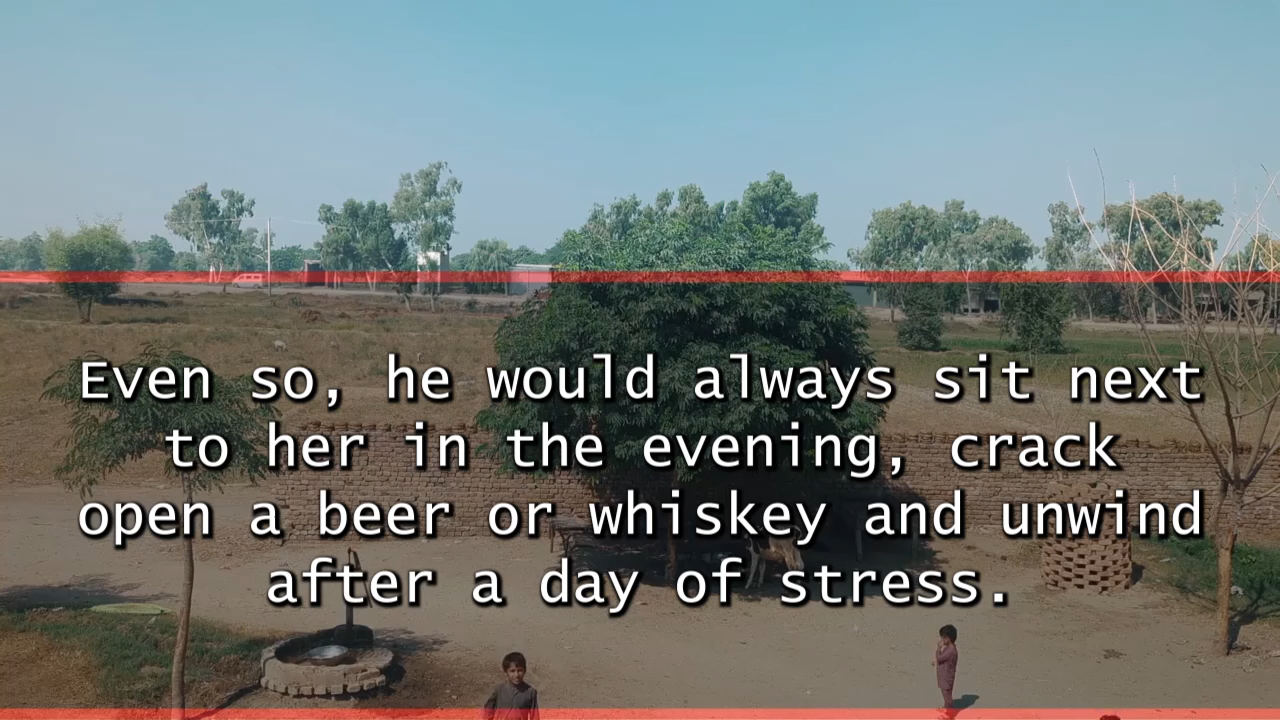 Even so, he would always sit next
to her in the evening, crack
open a beer or whiskey and unwind
after a day of stress.